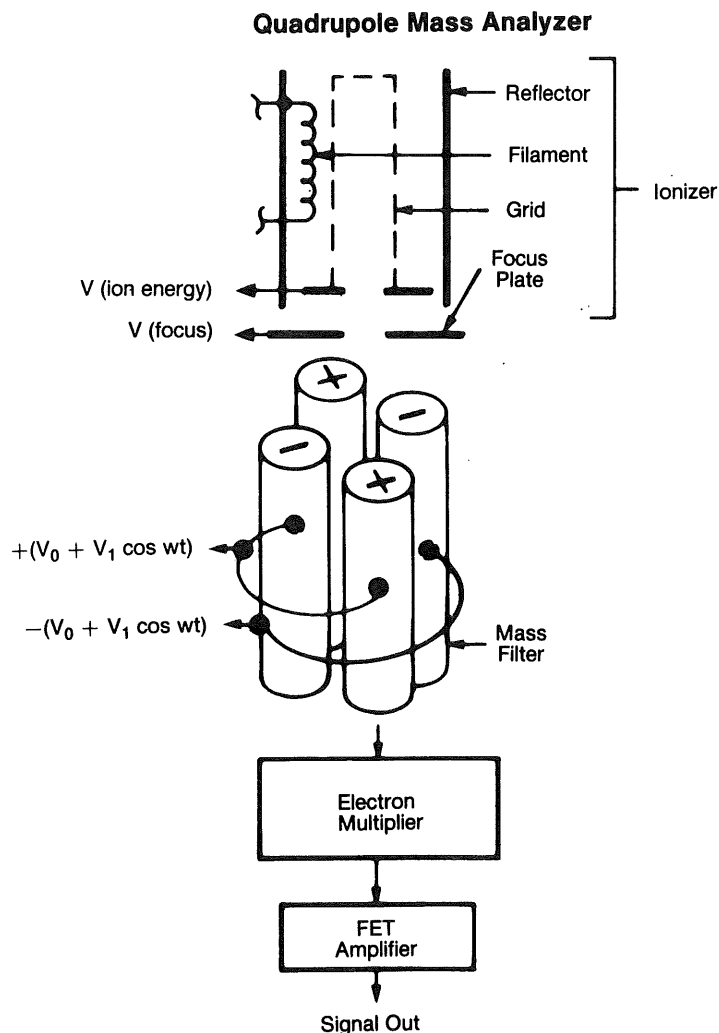 Quadrupole Mass Analyzer
Reflector
Filament
Ionizer
Grid
Focus
Plate
V (ion energy)
V (focus)
+
−
−
+
+(V₀ + V₁ cos wt)
−(V₀ + V₁ cos wt)
Mass
Filter
Electron
Multiplier
FET
Amplifier
Signal Out